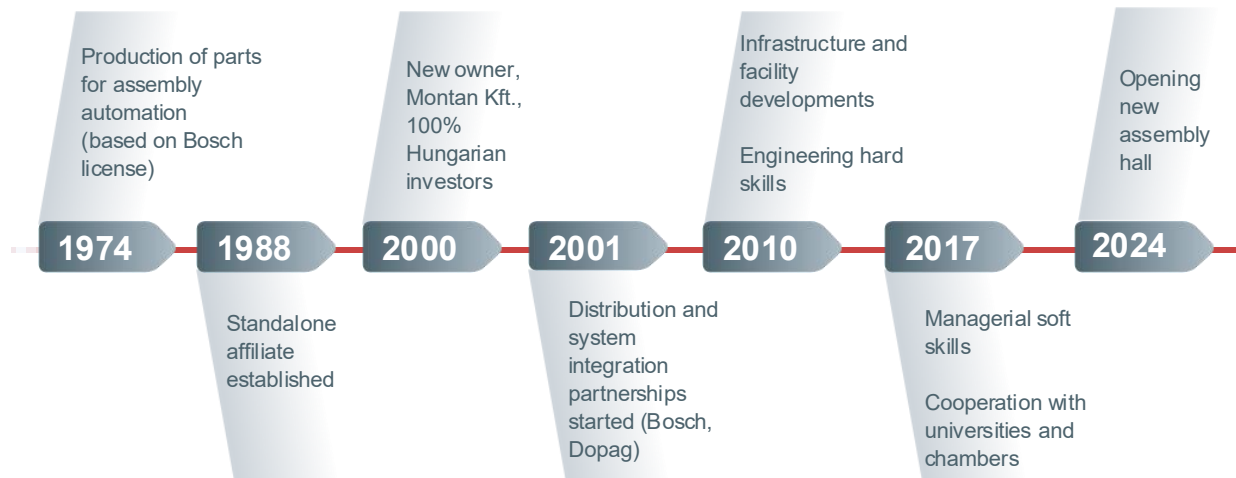 Production of parts
for assembly
automation
(based on Bosch
license)
1974
1988
Standalone
affiliate
established
New owner,
Montan Kft.,
100%
Hungarian
investors
2000
2001
Distribution and
system
integration
partnerships
started (Bosch,
Dopag)
Infrastructure and
facility
developments
Engineering hard
skills
2010
2017
Managerial soft
skills
Cooperation with
universities and
chambers
Opening
new
assembly
hall
2024